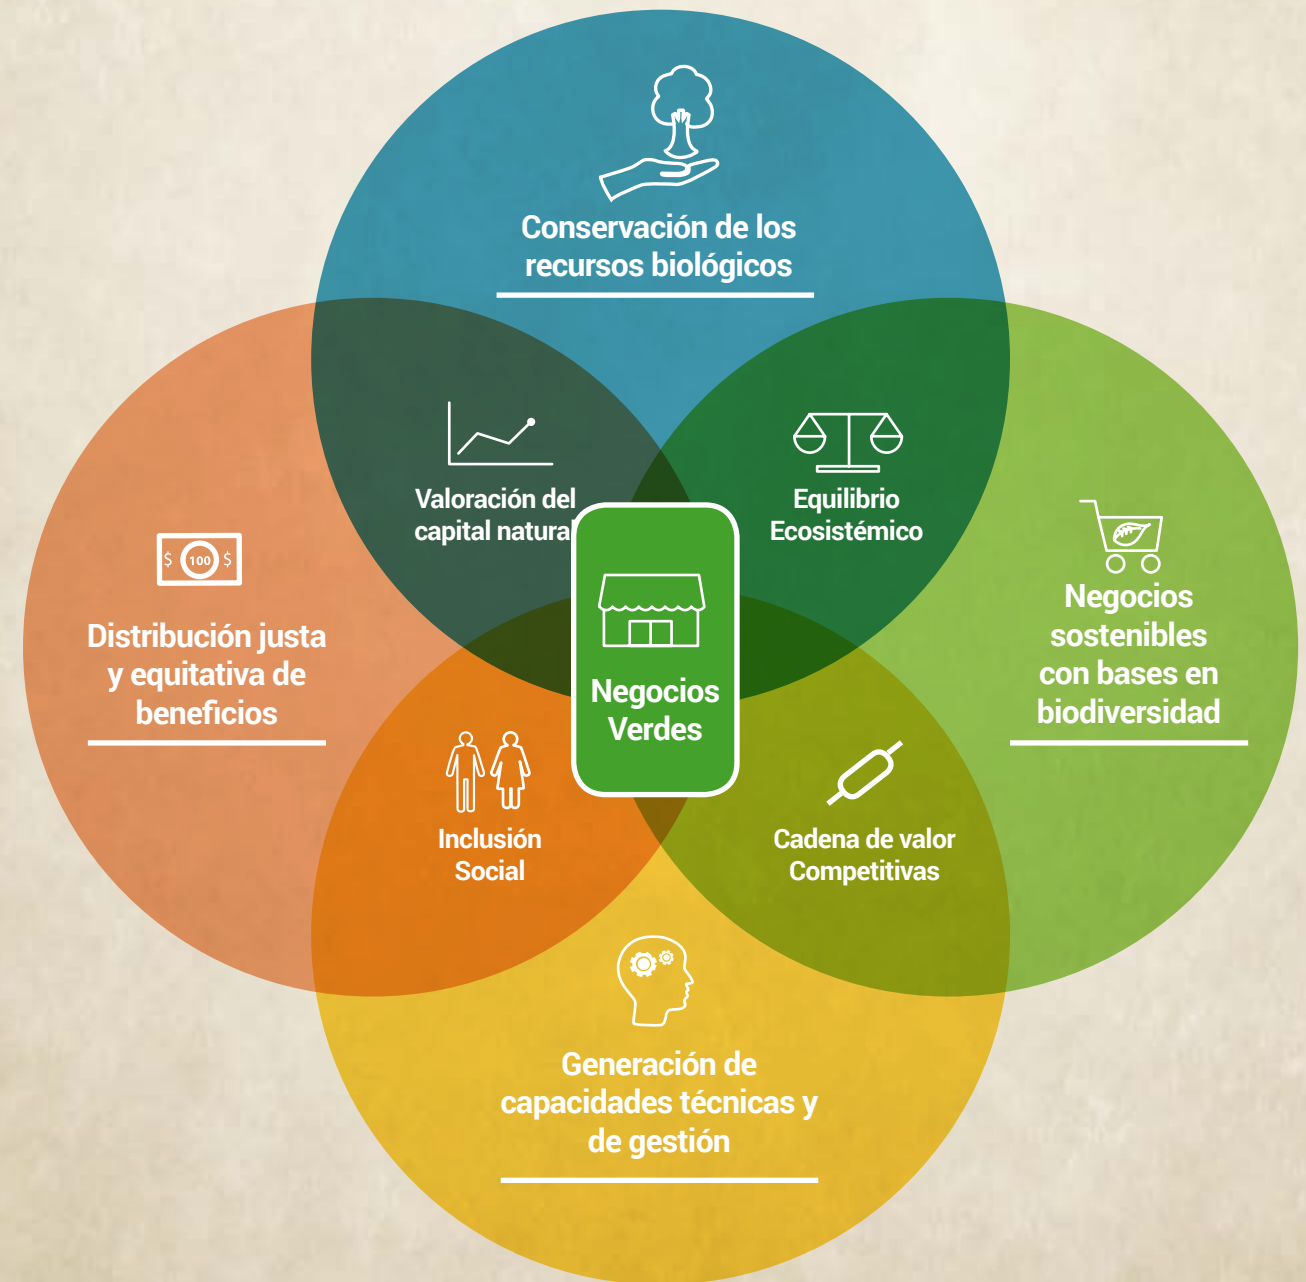 Conservación de los
recursos biológicos
Valoración del
capital natural
Equilibrio
Ecosistémico
$ 100 $
Distribución justa
y equitativa de
beneficios
Negocios
Verdes
Negocios
sostenibles
con bases en
biodiversidad
Inclusión
Social
Cadena de valor
Competitivas
Generación de
capacidades técnicas y
de gestión